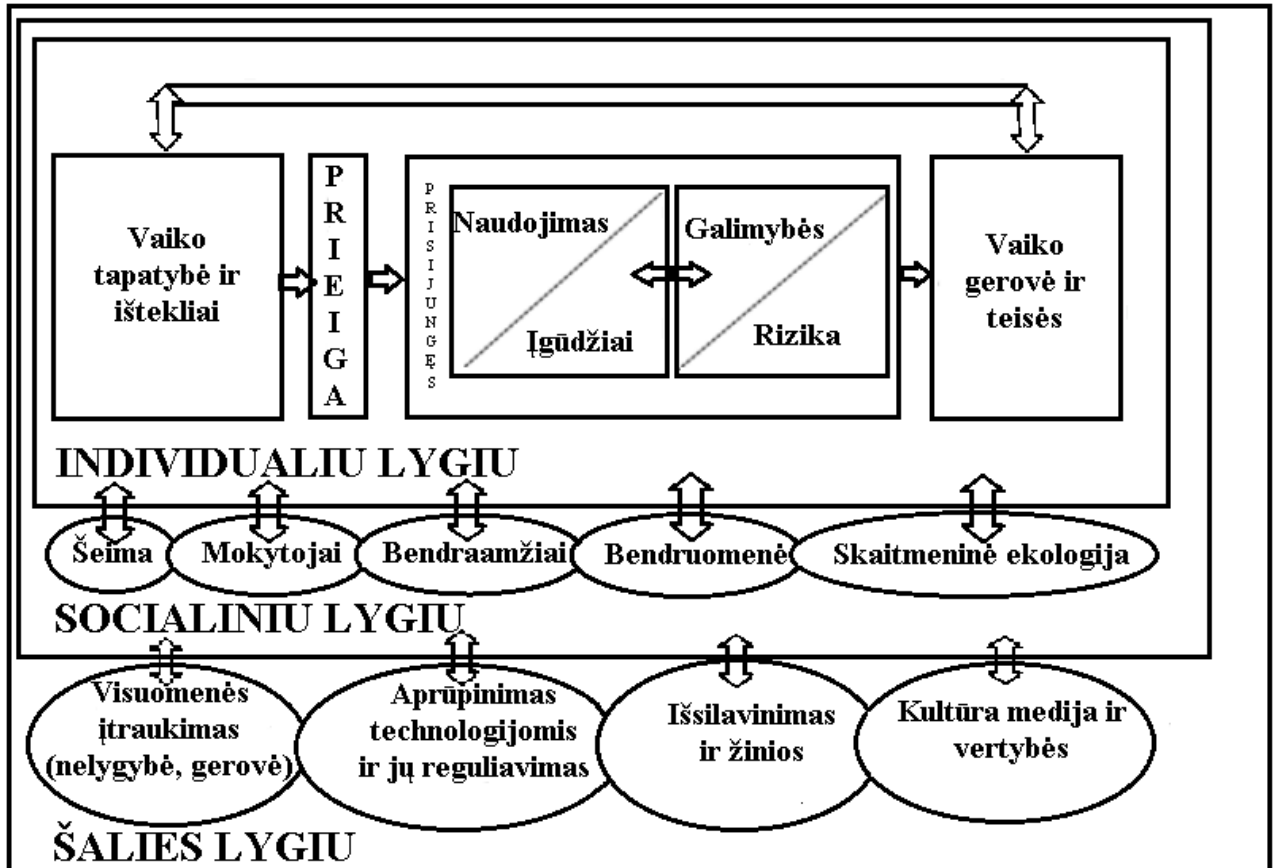 Vaiko
tapatybė ir
ištekliai
PRIEIGA
PRISIJUNGĘS
Naudojimas
Įgūdžiai
Galimybės
Rizika
Vaiko
gerovė ir
teisės
INDIVIDUALIU LYGIU
Šeima
Mokytojai
Bendraamžiai
Bendruomenė
Skaitmeninė ekologija
SOCIALINIU LYGIU
Visuomenės
įtraukimas
(nelygybė, gerovė)
Aprūpinimas
technologijomis
ir jų reguliavimas
Išsilavinimas
ir žinios
Kultūra medija ir
vertybės
ŠALIES LYGIU